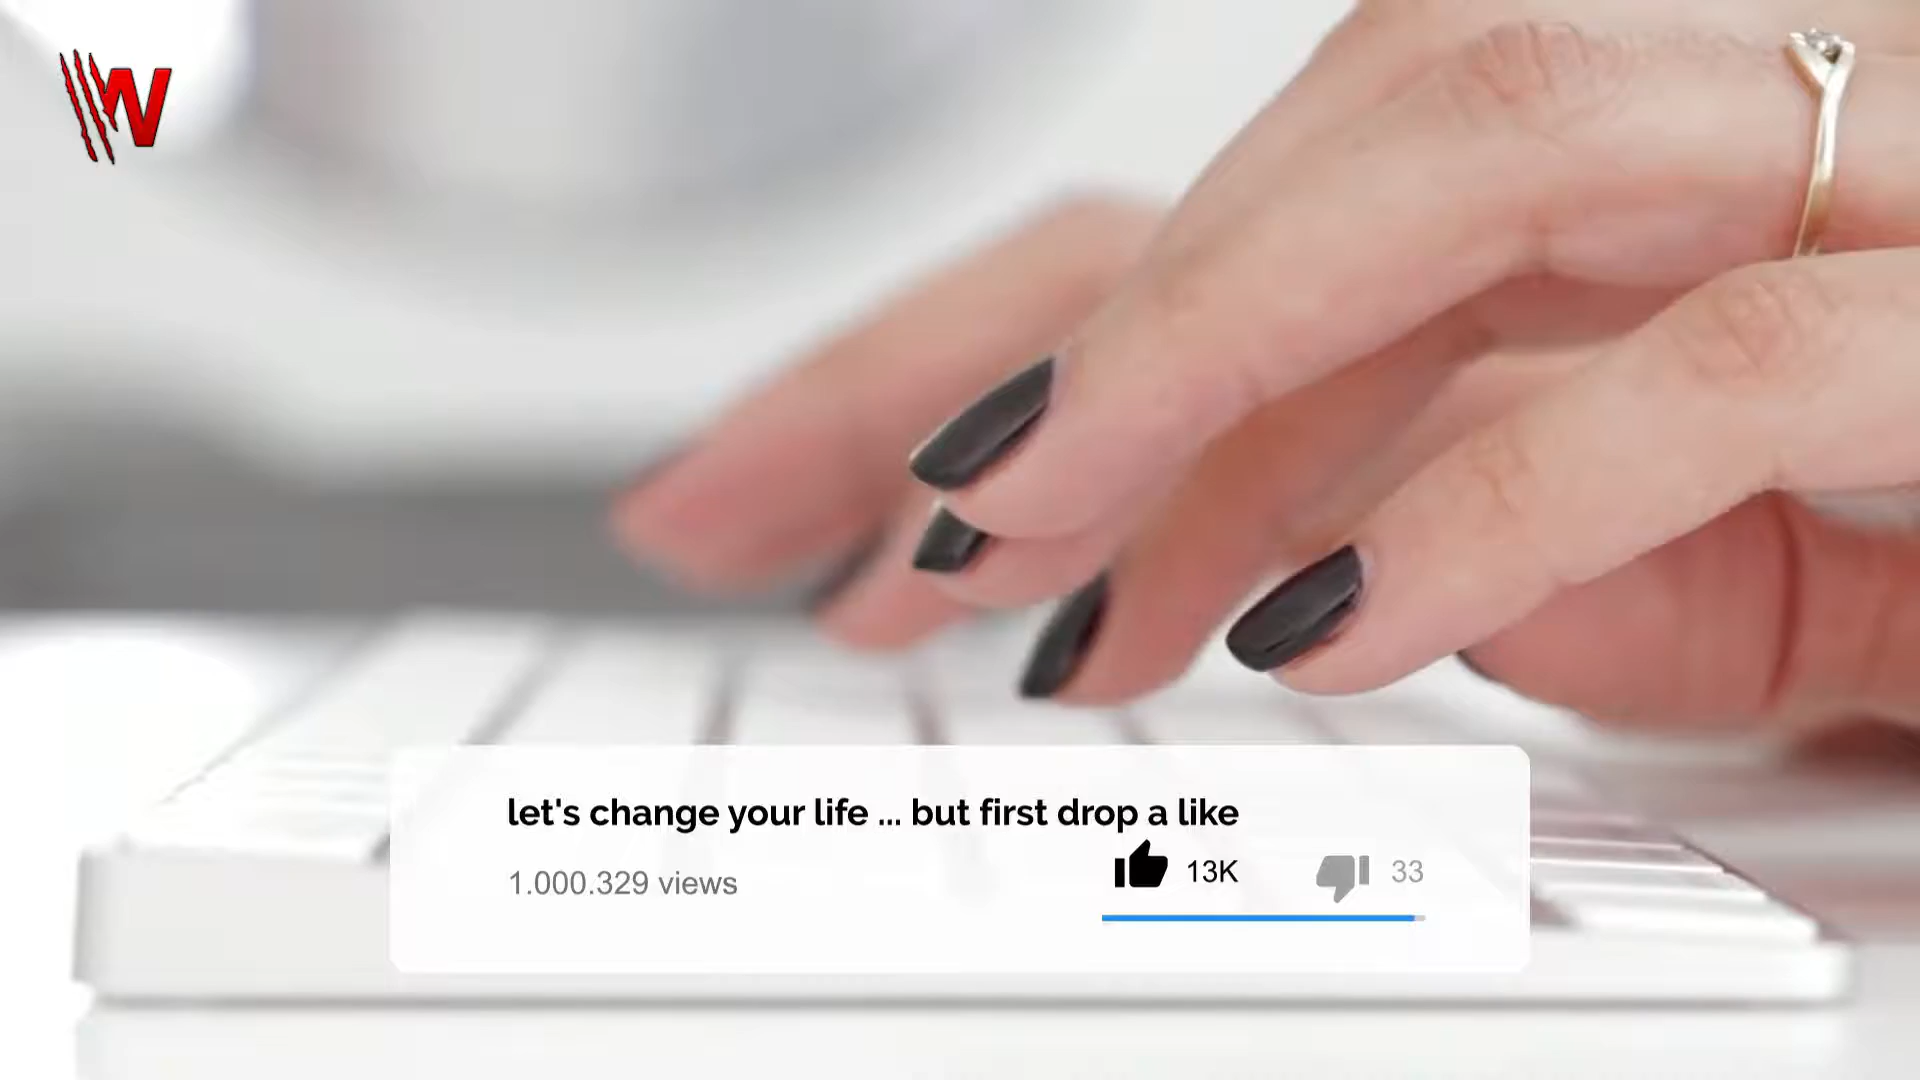 W
let's change your life ... but first drop a like
1.000.329 views
13K
33